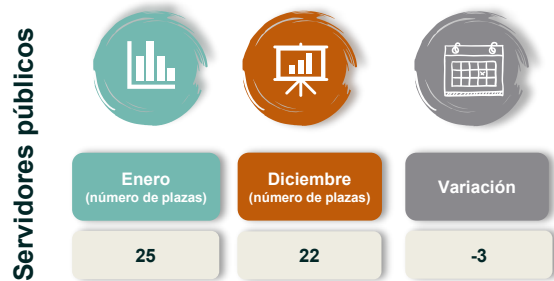 Servidores públicos
Enero
(número de plazas)
Diciembre
(número de plazas)
Variación
25
22
-3